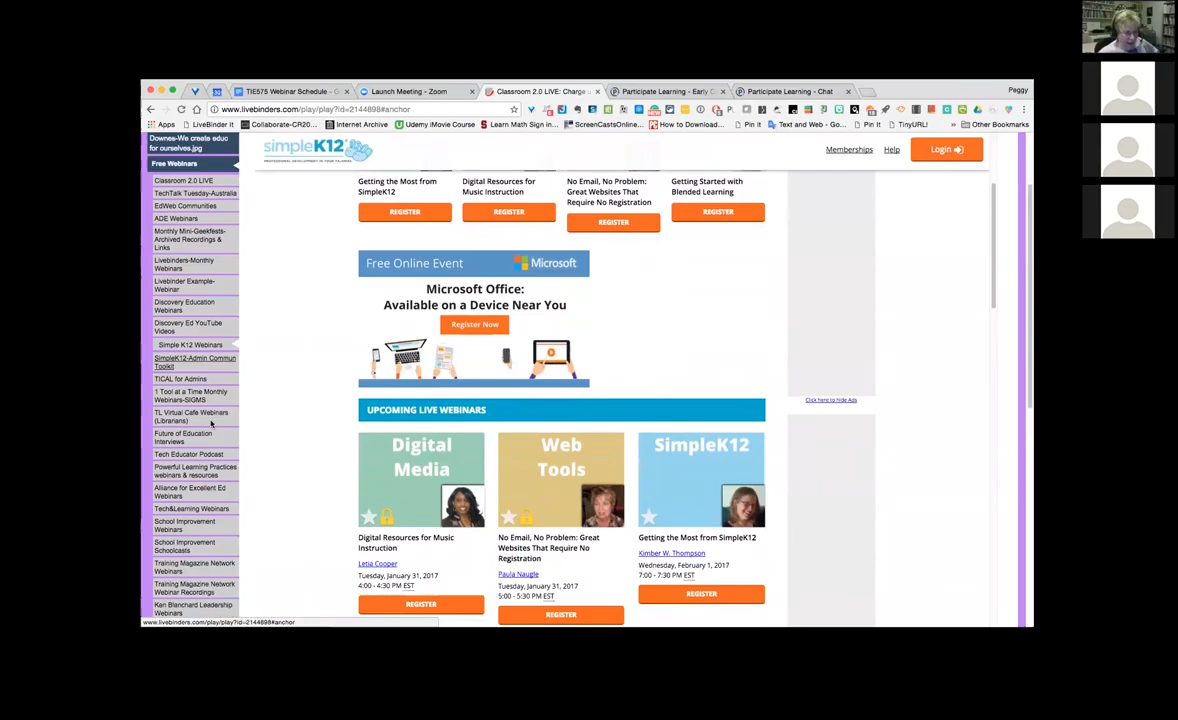 TIE575 Webinar Schedule - G
Launch Meeting - Zoom
Classroom 2.0 LIVE: Charge
Participate Learning - Early C
Participate Learning - Chat
Peggy
www.livebinders.com/play/play?id=2144898#anchor
Apps
LiveBinder It
Collaborate-CR20...
Internet Archive
Udemy iMovie Course
Learn Math Sign in...
ScreenCastsOnline...
How to Download...
Pin It
Text and Web - Go...
Pin It
TinyURL!
»
Other Bookmarks
Downes-We create educ
for ourselves.jpg
Free Webinars
Classroom 2.0 LIVE
TechTalk Tuesday-Australia
EdWeb Communities
ADE Webinars
Monthly Mini-Geekfests-
Archived Recordings &
Links
Livebinders-Monthly
Webinars
Livebinder Example-
Webinar
Discovery Education
Webinars
Discovery Ed YouTube
Videos
Simple K12 Webinars
SimpleK12-Admin Commun
Toolkit
TICAL for Admins
1 Tool at a Time Monthly
Webinars-SIGMS
TL Virtual Cafe Webinars
(Librarians)
Future of Education
Interviews
Tech Educator Podcast
Powerful Learning Practices
webinars & resources
Alliance for Excellent Ed
Webinars
Tech&Learning Webinars
School Improvement
Webinars
School Improvement
Schoolcasts
Training Magazine Network
Webinars
Training Magazine Network
Webinar Recordings
Ken Blanchard Leadership
Webinars
simpleK12
Memberships
Help
Login
Getting the Most from
SimpleK12
REGISTER
Digital Resources for
Music Instruction
REGISTER
No Email, No Problem:
Great Websites That
Require No Registration
REGISTER
Getting Started with
Blended Learning
REGISTER
Free Online Event
Microsoft
Microsoft Office:
Available on a Device Near You
Register Now
Click here to hide Ads
UPCOMING LIVE WEBINARS
Digital
Media
Digital Resources for Music
Instruction
Letia Cooper
Tuesday, January 31, 2017
4:00 - 4:30 PM EST
REGISTER
Web
Tools
No Email, No Problem: Great
Websites That Require No
Registration
Paula Naugle
Tuesday, January 31, 2017
5:00 - 5:30 PM EST
REGISTER
SimpleK12
Getting the Most from SimpleK12
Kimber W. Thompson
Wednesday, February 1, 2017
7:00 - 7:30 PM EST
REGISTER
www.livebinders.com/play/play?id=2144898#anchor